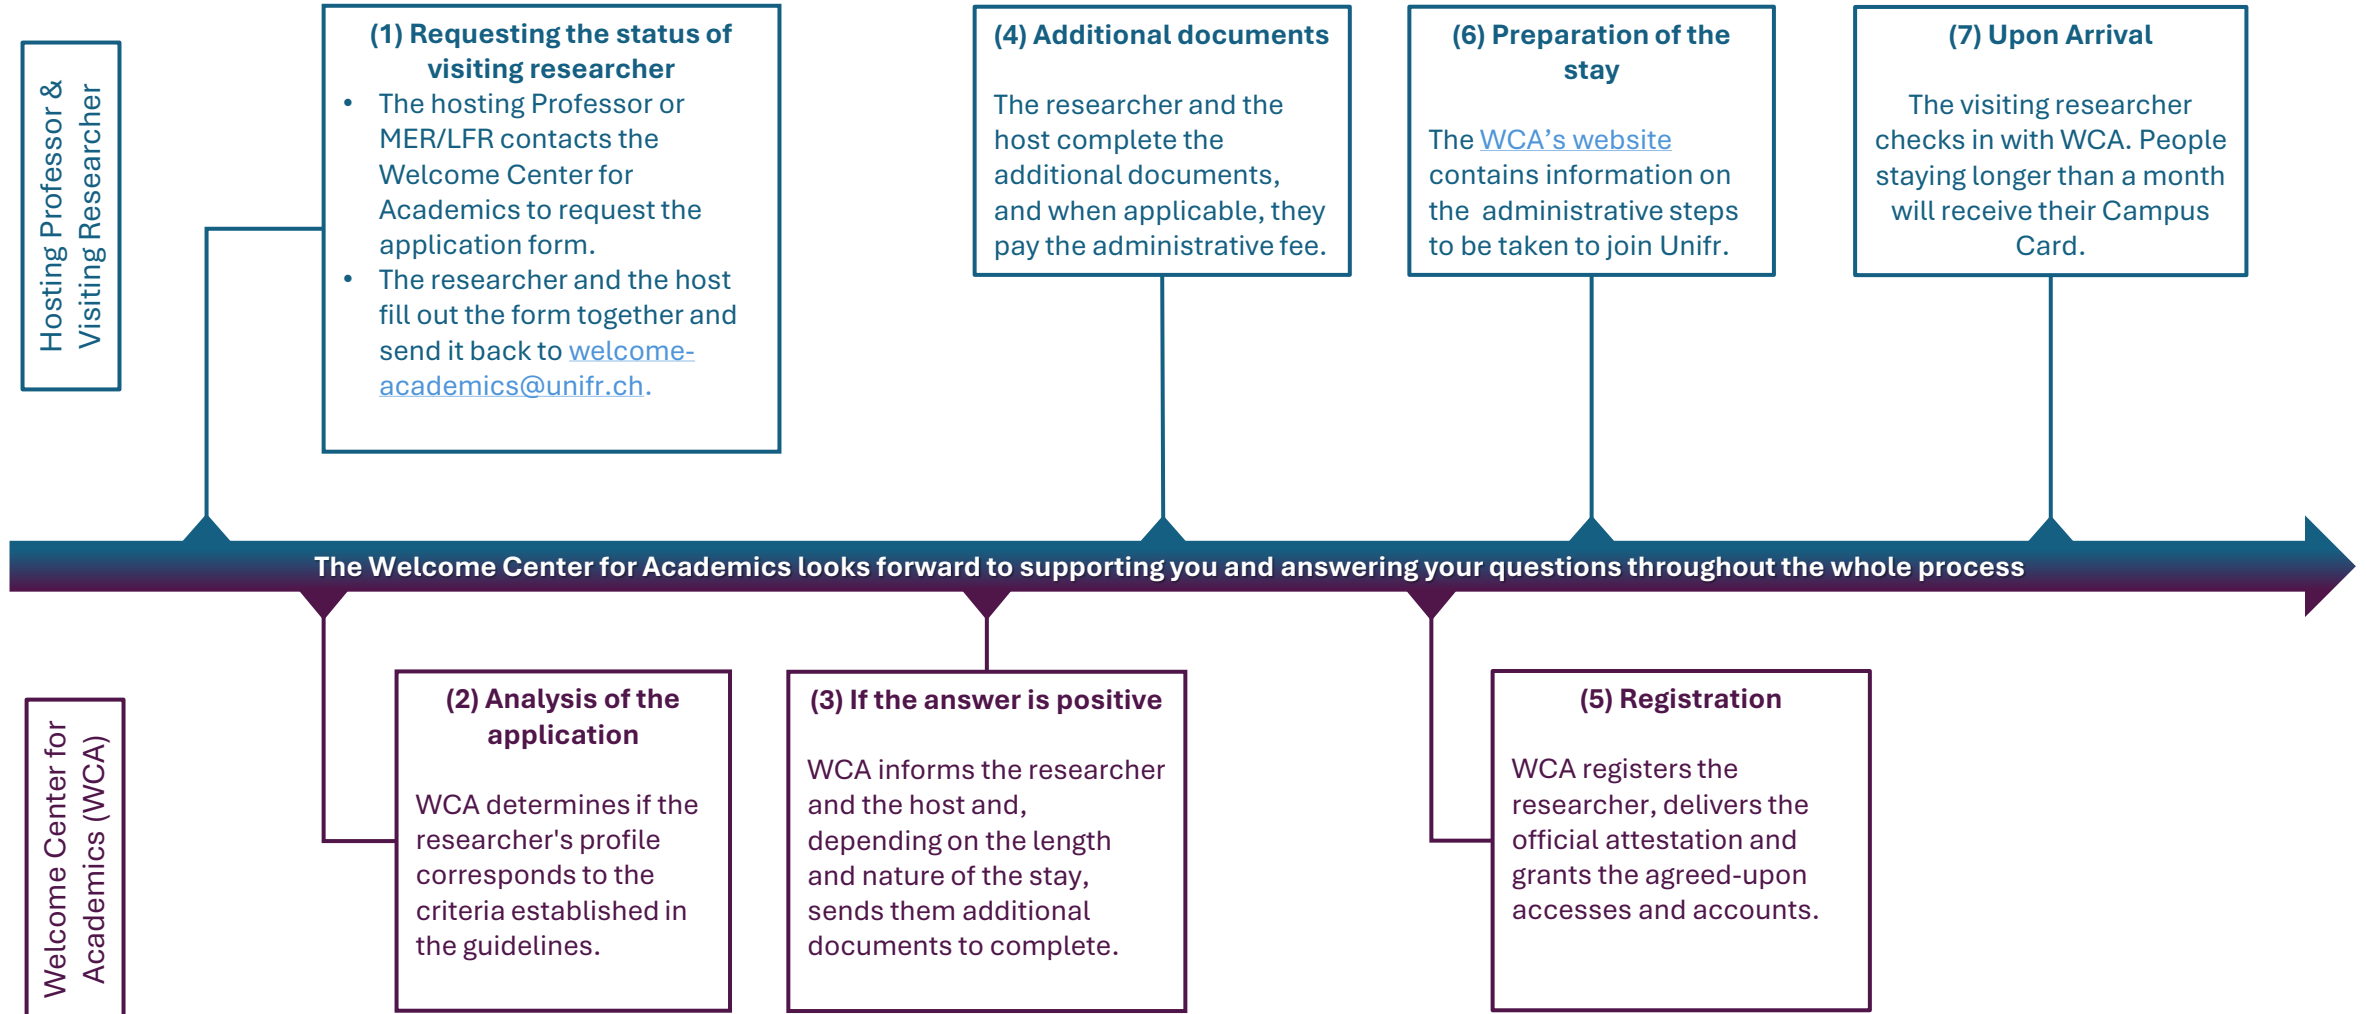 Hosting Professor &
Visiting Researcher
(1) Requesting the status of
visiting researcher
• The hosting Professor or
MER/LFR contacts the
Welcome Center for
Academics to request the
application form.
• The researcher and the host
fill out the form together and
send it back to welcome-
academics@unifr.ch.
(4) Additional documents
The researcher and the
host complete the
additional documents,
and when applicable, they
pay the administrative fee.
(6) Preparation of the
stay
The WCA’s website
contains information on
the administrative steps
to be taken to join Unifr.
(7) Upon Arrival
The visiting researcher
checks in with WCA. People
staying longer than a month
will receive their Campus
Card.
The Welcome Center for Academics looks forward to supporting you and answering your questions throughout the whole process
Welcome Center for
Academics (WCA)
(2) Analysis of the
application
WCA determines if the
researcher's profile
corresponds to the
criteria established in
the guidelines.
(3) If the answer is positive
WCA informs the researcher
and the host and,
depending on the length
and nature of the stay,
sends them additional
documents to complete.
(5) Registration
WCA registers the
researcher, delivers the
official attestation and
grants the agreed-upon
accesses and accounts.